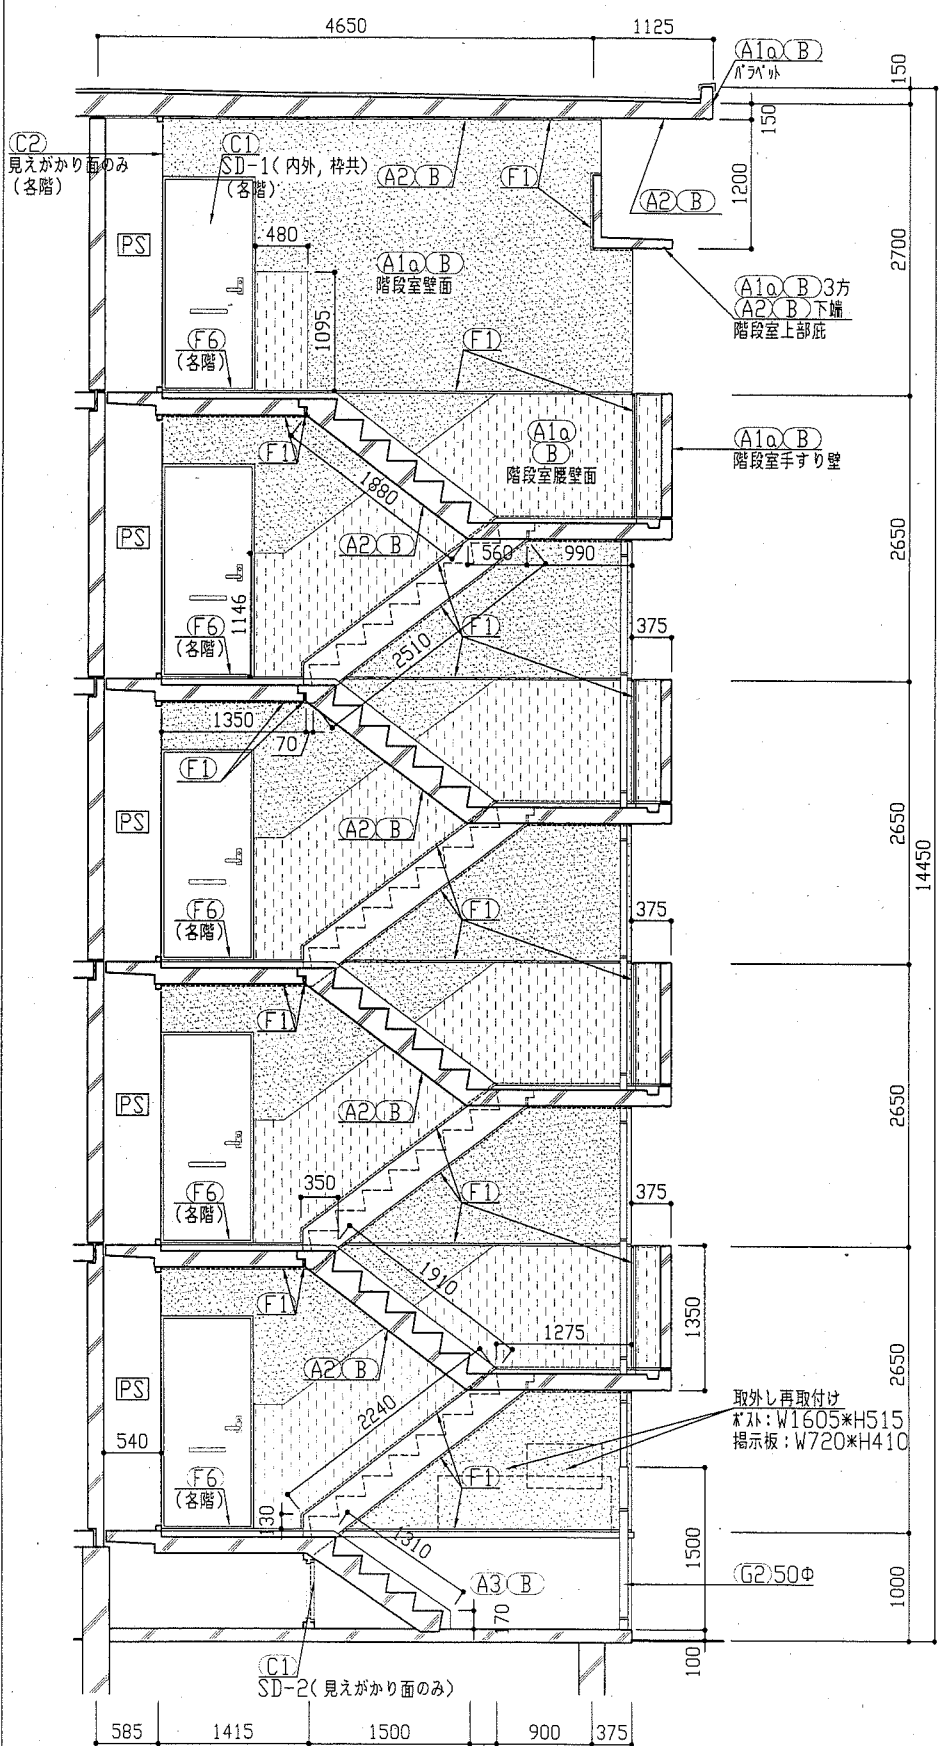 4650
1125
A1a B
パラペット
150
150
C2
見えがかり面のみ
(各階)
C1
SD-1(内外,枠共)
(各階)
A2 B
F1
A2 B
1200
PS
480
A1a B
階段室壁面
2700
A1a B 3方
A2 B 下端
階段室上部庇
1095
F6
(各階)
F1
A1a
B
階段室腰壁面
A1a B
階段室手すり壁
F1
1880
PS
A2 B
560
990
2650
1146
F6
(各階)
F1
2510
375
1350
70
F1
PS
A2 B
2650
14450
F6
(各階)
F1
375
F1
PS
A2 B
2650
F6
(各階)
350
F1
375
F1
1910
1350
1275
PS
A2 B
2650
2240
取外し再取付け
ポスト:W1605*H515
掲示板:W720*H410
540
F6
(各階)
F1
130
1310
1500
A3 B
G2 50Φ
1000
170
100
C1
SD-2(見えがかり面のみ)
585
1415
1500
900
375